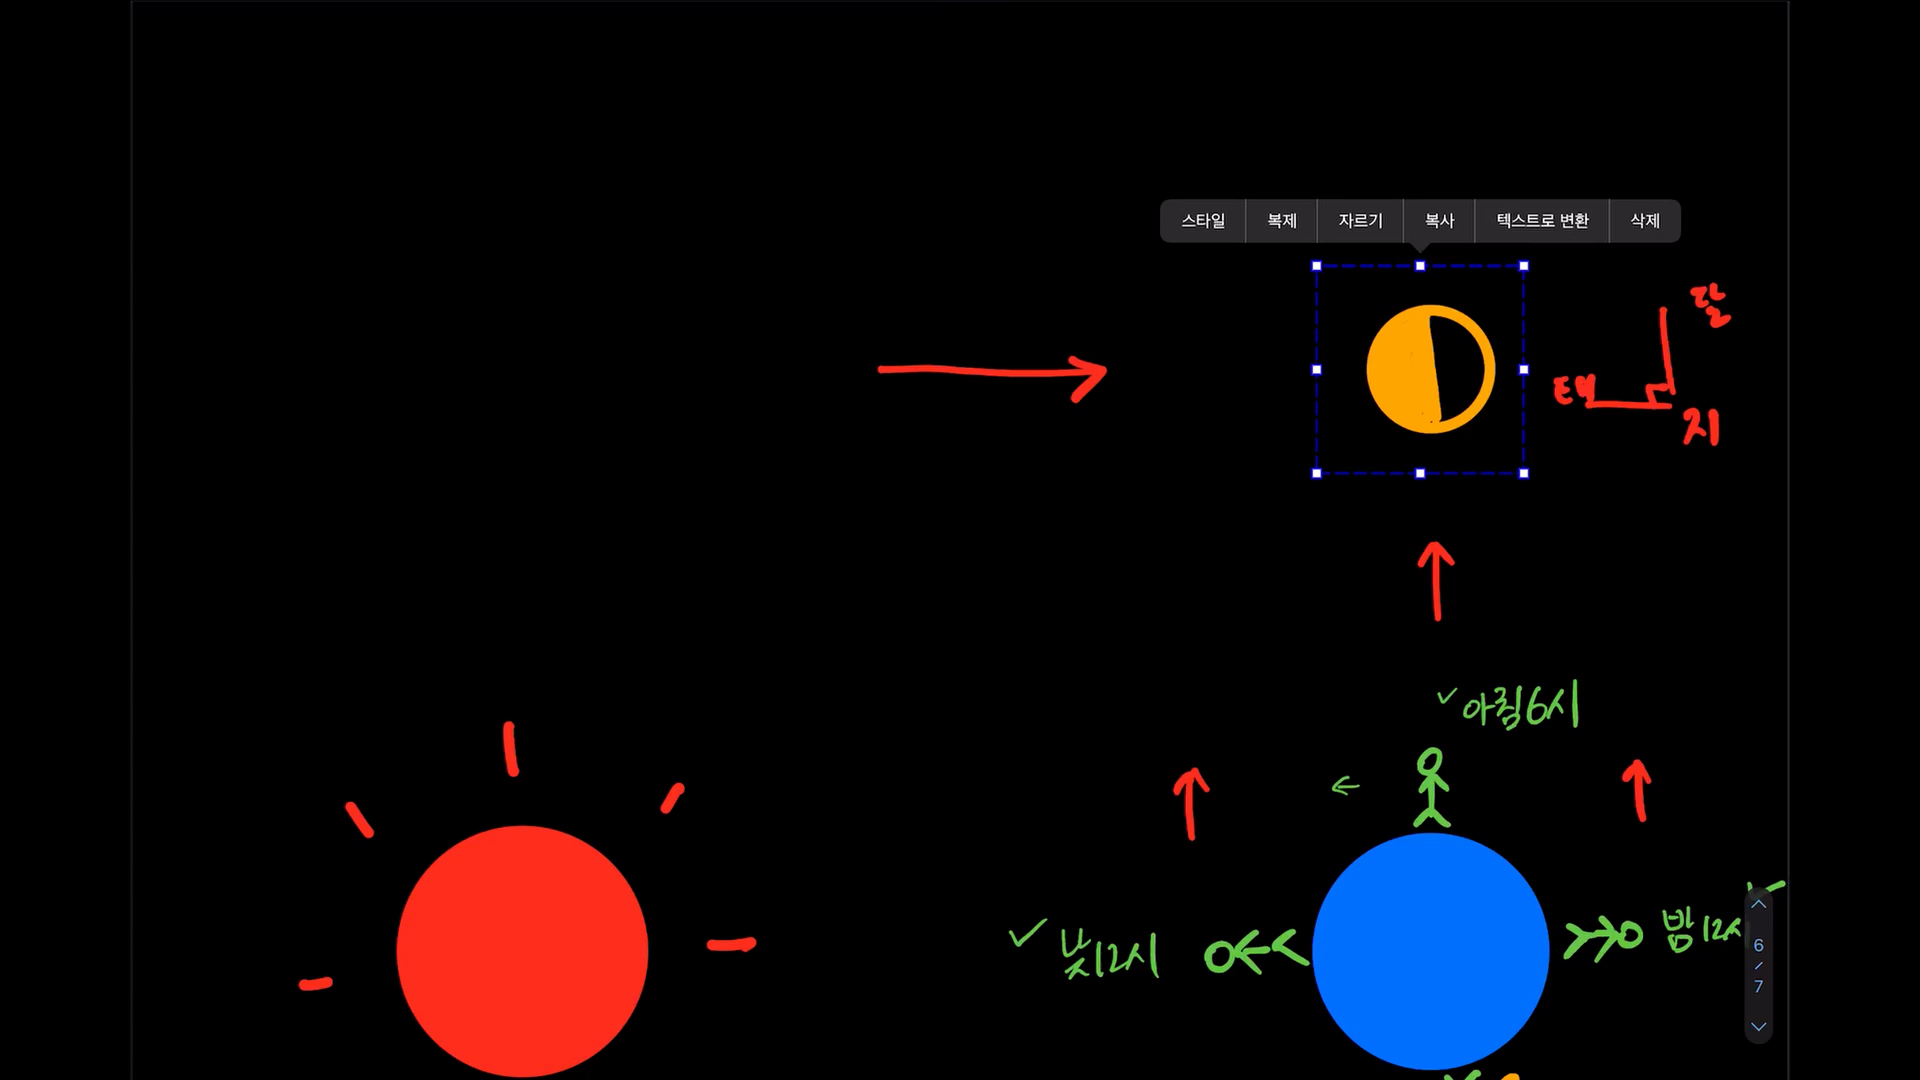 스타일 복제 자르기 복사 텍스트로 변환 삭제
달
태
지
아침6시
낮12시
밤12시
6
/
7